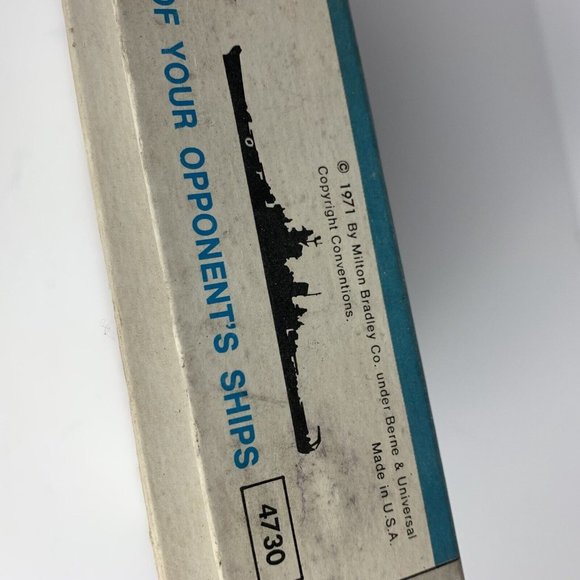 OF YOUR OPPONENT'S SHIPS
© 1971 By Milton Bradley Co. under Berne & Universal
Copyright Conventions.
Made in U.S.A.
4730